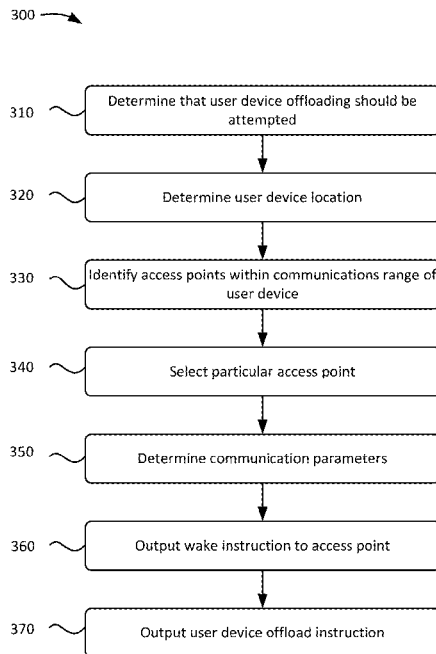 300
310
Determine that user device offloading should be
attempted
320
Determine user device location
330
Identify access points within communications range of
user device
340
Select particular access point
350
Determine communication parameters
360
Output wake instruction to access point
370
Output user device offload instruction